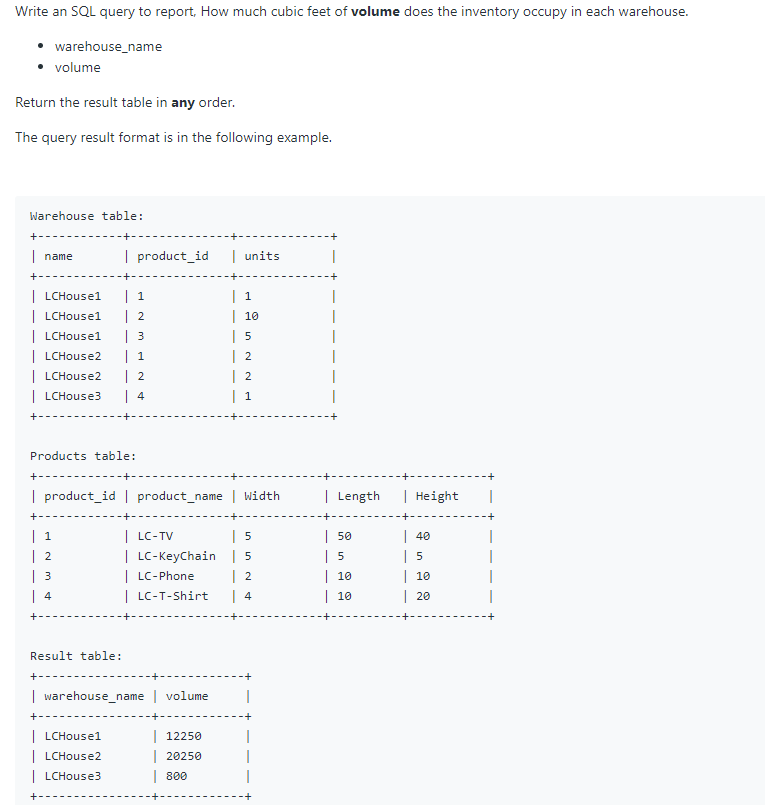 Write an SQL query to report, How much cubic feet of volume does the inventory occupy in each warehouse.
• warehouse_name
• volume
Return the result table in any order.
The query result format is in the following example.
Warehouse table:
+------------+--------------+-------------+
| name | product_id | units |
+------------+--------------+-------------+
| LCHouse1 | 1 | 1 |
| LCHouse1 | 2 | 10 |
| LCHouse1 | 3 | 5 |
| LCHouse2 | 1 | 2 |
| LCHouse2 | 2 | 2 |
| LCHouse3 | 4 | 1 |
+------------+--------------+-------------+
Products table:
+------------+--------------+------------+----------+-----------+
| product_id | product_name | Width | Length | Height |
+------------+--------------+------------+----------+-----------+
| 1 | LC-TV | 5 | 50 | 40 |
| 2 | LC-KeyChain | 5 | 5 | 5 |
| 3 | LC-Phone | 2 | 10 | 10 |
| 4 | LC-T-Shirt | 4 | 10 | 20 |
+------------+--------------+------------+----------+-----------+
Result table:
+----------------+------------+
| warehouse_name | volume |
+----------------+------------+
| LCHouse1 | 12250 |
| LCHouse2 | 20250 |
| LCHouse3 | 800 |
+----------------+------------+